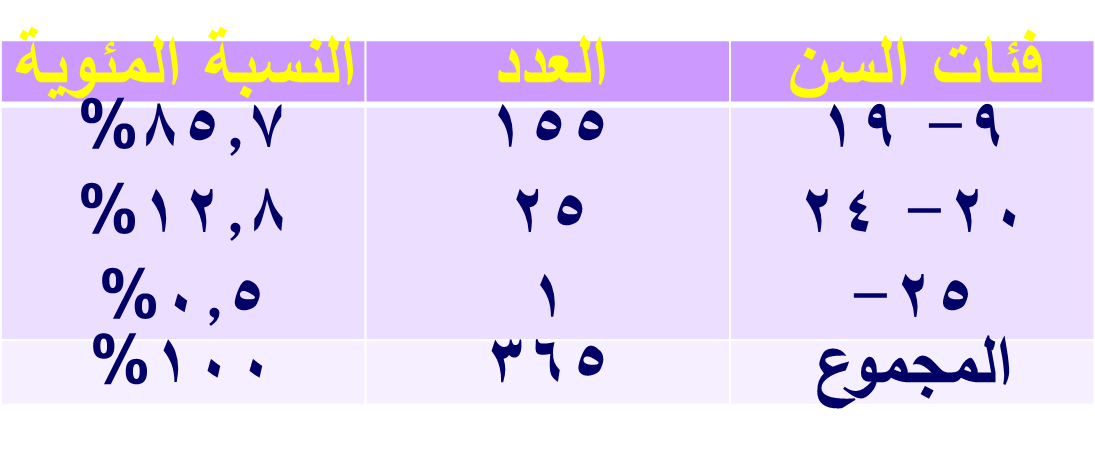 فئات السن العدد النسبة المئوية
٩– ١٩ ١٥٥ ٨٥,٧%
٢٠– ٢٤ ٢٥ ١٢,٨%
٢٥– ١ ٠,٥%
المجموع ٣٦٥ ١٠٠%